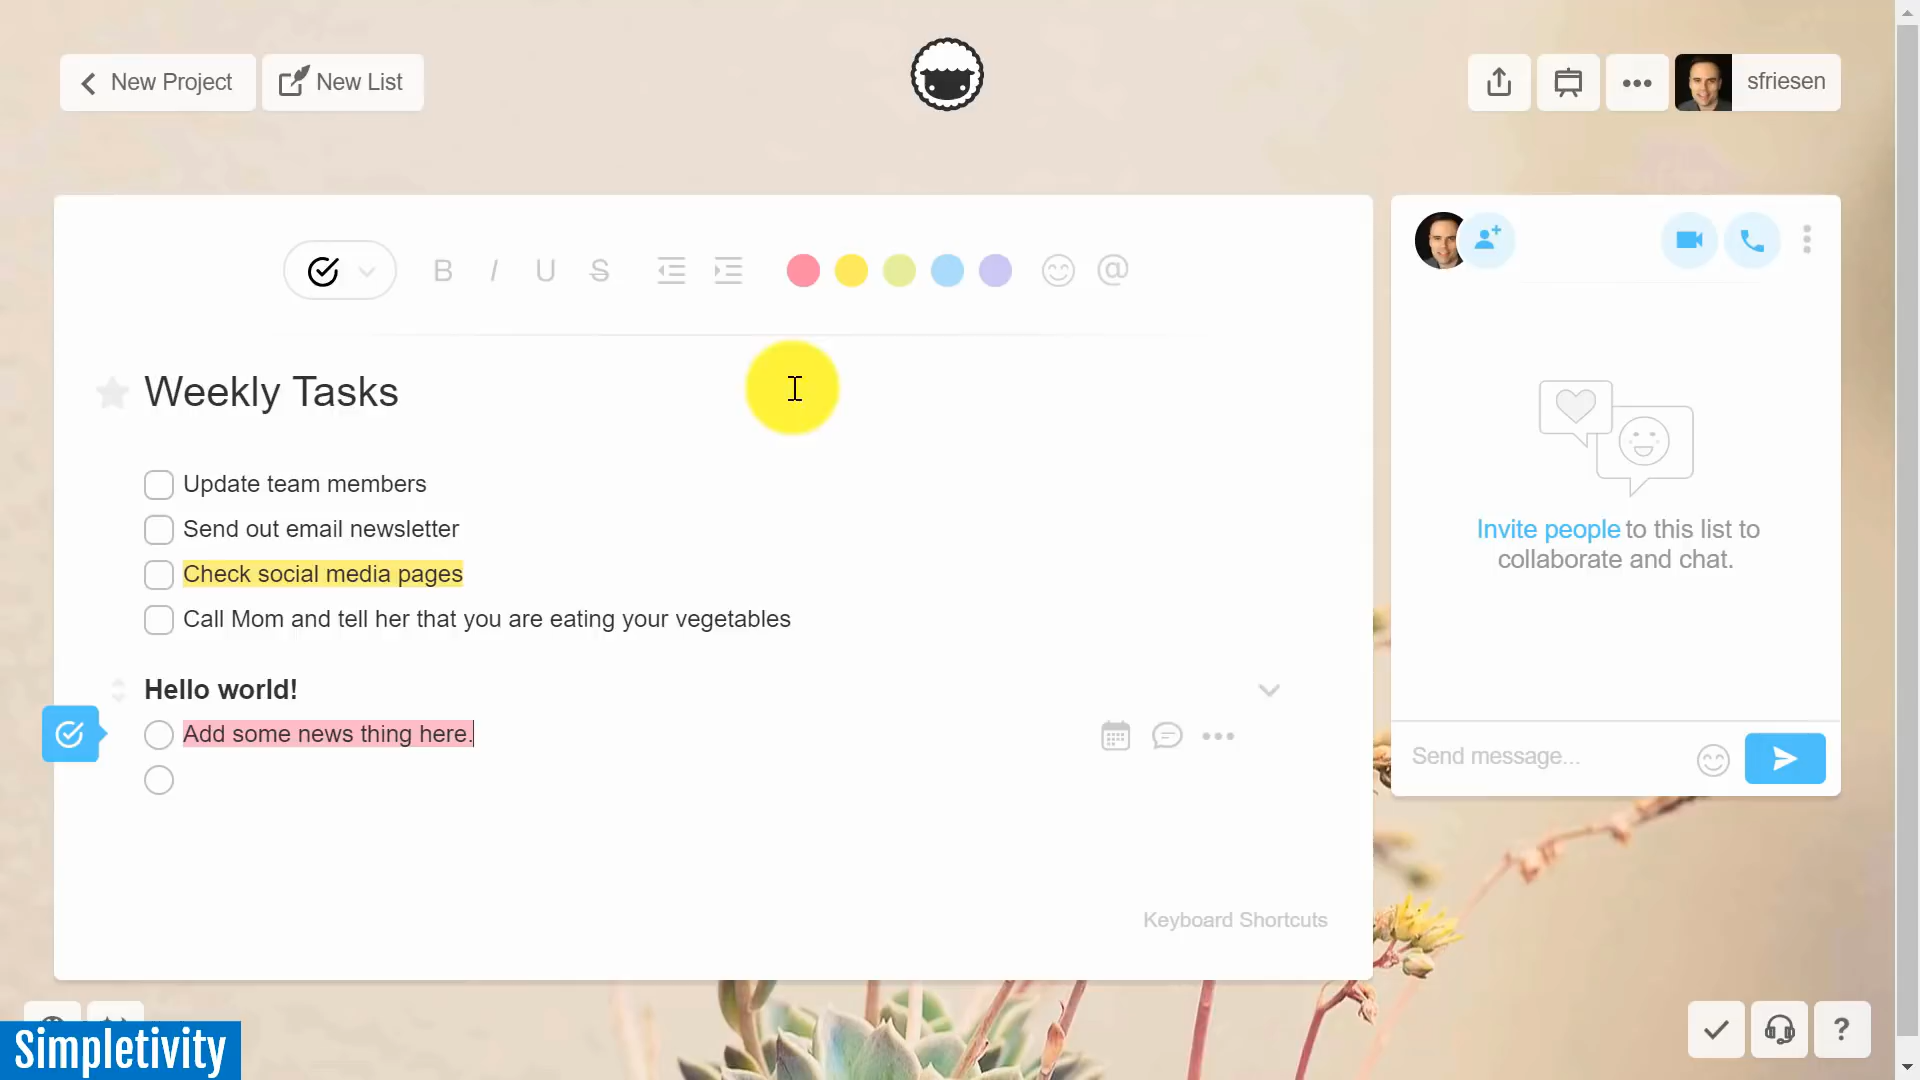 New Project
New List
sfriesen
B I U S @
Weekly Tasks
Update team members
Send out email newsletter
Check social media pages
Call Mom and tell her that you are eating your vegetables
Hello world!
Add some news thing here.
Invite people to this list to
collaborate and chat.
Send message...
Keyboard Shortcuts
?
Simpletivity